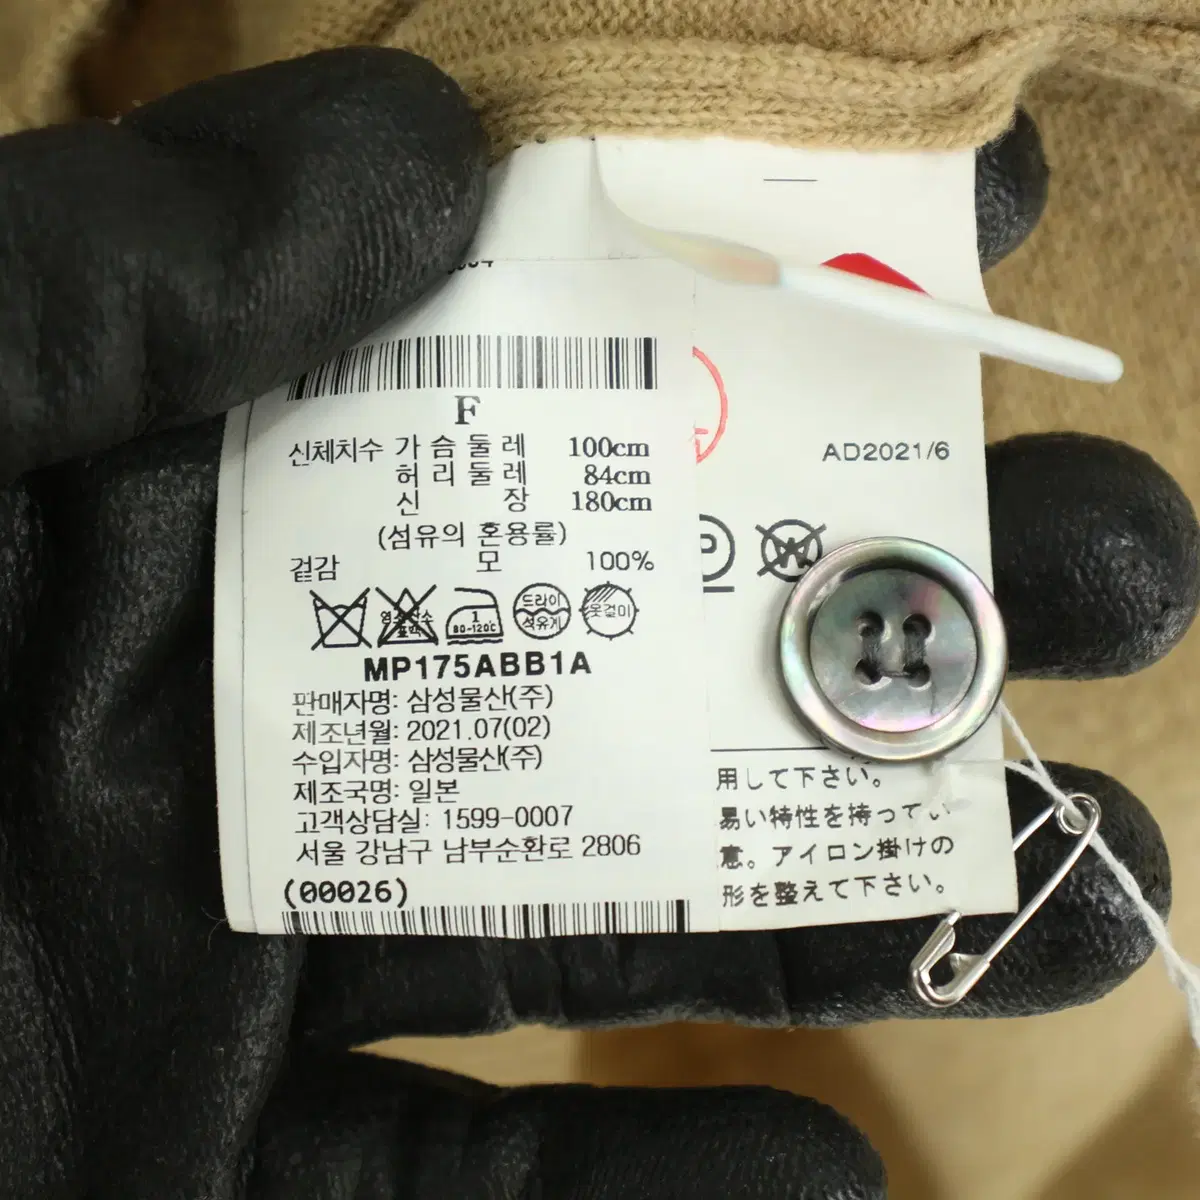 F
신체치수 가슴둘레 100cm
허리둘레 84cm
신장 180cm
(섬유의 혼용률)
겉감 모 100%
80~120℃
드라이
석유계
옷걸이
MP175ABB1A
판매자명: 삼성물산(주)
제조년월: 2021.07(02)
수입자명: 삼성물산(주)
제조국명: 일본
고객상담실: 1599-0007
서울 강남구 남부순환로 2806
(00026)
AD2021/6
P
W
用して下さい。
易い特性を持ってい
意。アイロン掛けの
形を整えて下さい。